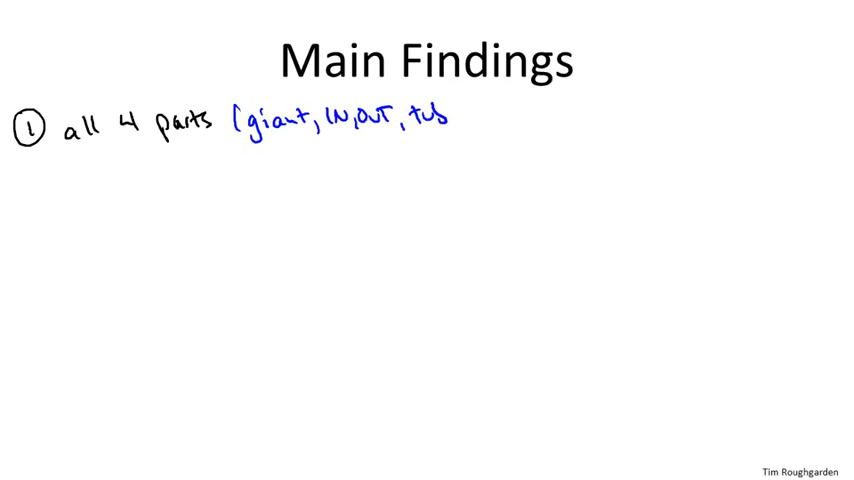 Main Findings
① all 4 parts (giant, IN, OUT, tub
Tim Roughgarden